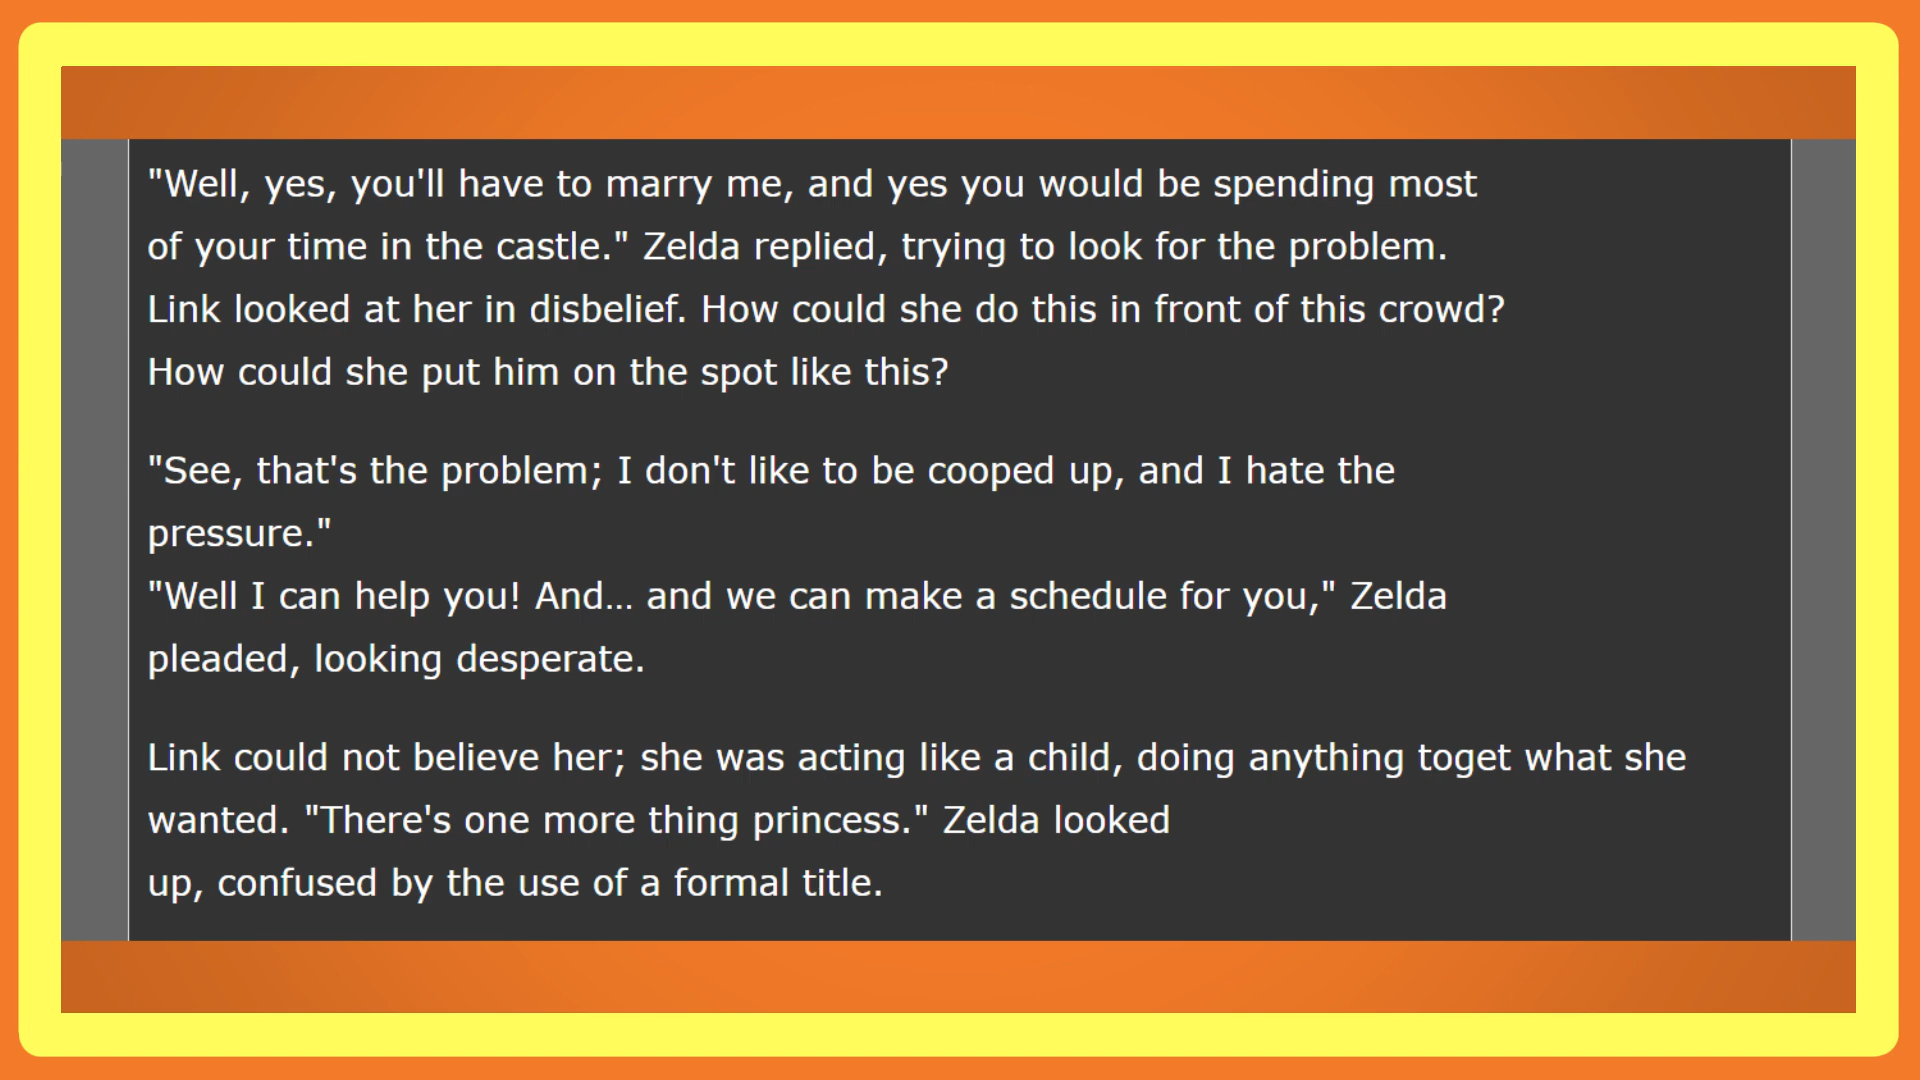 "Well, yes, you'll have to marry me, and yes you would be spending most
of your time in the castle." Zelda replied, trying to look for the problem.
Link looked at her in disbelief. How could she do this in front of this crowd?
How could she put him on the spot like this?
"See, that's the problem; I don't like to be cooped up, and I hate the
pressure."
"Well I can help you! And... and we can make a schedule for you," Zelda
pleaded, looking desperate.
Link could not believe her; she was acting like a child, doing anything toget what she
wanted. "There's one more thing princess." Zelda looked
up, confused by the use of a formal title.